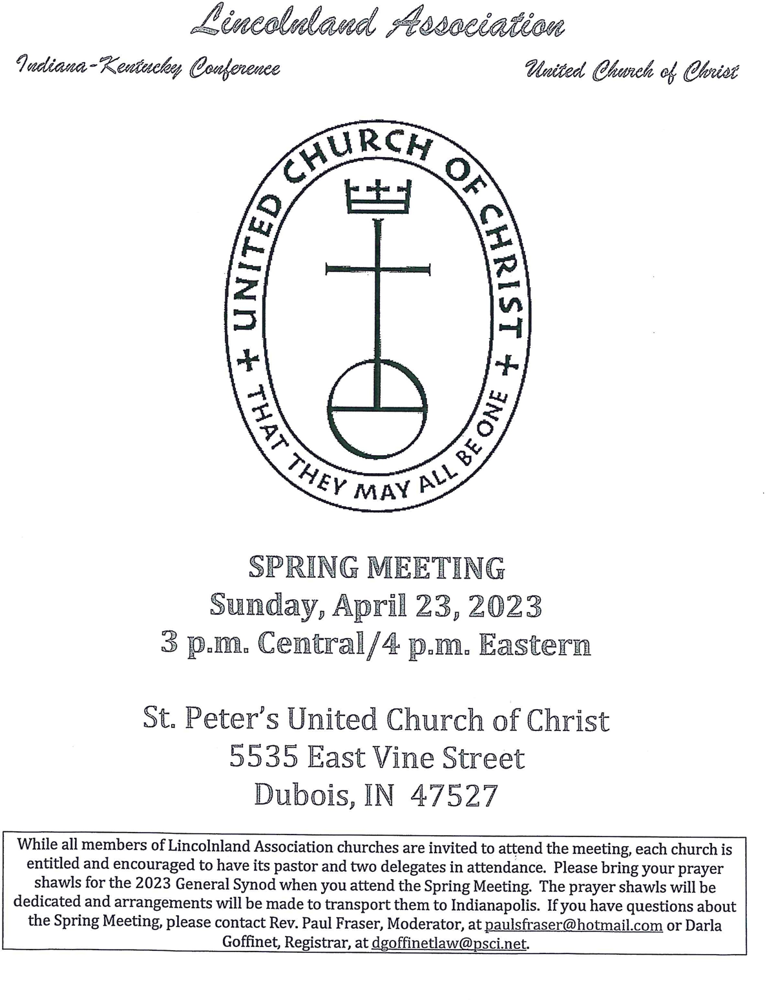 Lincolnland Association
Indiana-Kentucky Conference United Church of Christ
UNITED CHURCH OF CHRIST
THAT THEY MAY ALL BE ONE
SPRING MEETING
Sunday, April 23, 2023
3 p.m. Central/4 p.m. Eastern
St. Peter's United Church of Christ
5535 East Vine Street
Dubois, IN 47527
While all members of Lincolnland Association churches are invited to attend the meeting, each church is
entitled and encouraged to have its pastor and two delegates in attendance. Please bring your prayer
shawls for the 2023 General Synod when you attend the Spring Meeting. The prayer shawls will be
dedicated and arrangements will be made to transport them to Indianapolis. If you have questions about
the Spring Meeting, please contact Rev. Paul Fraser, Moderator, at paulsfraser@hotmail.com or Darla
Goffinet, Registrar, at dgoffinetlaw@psci.net.